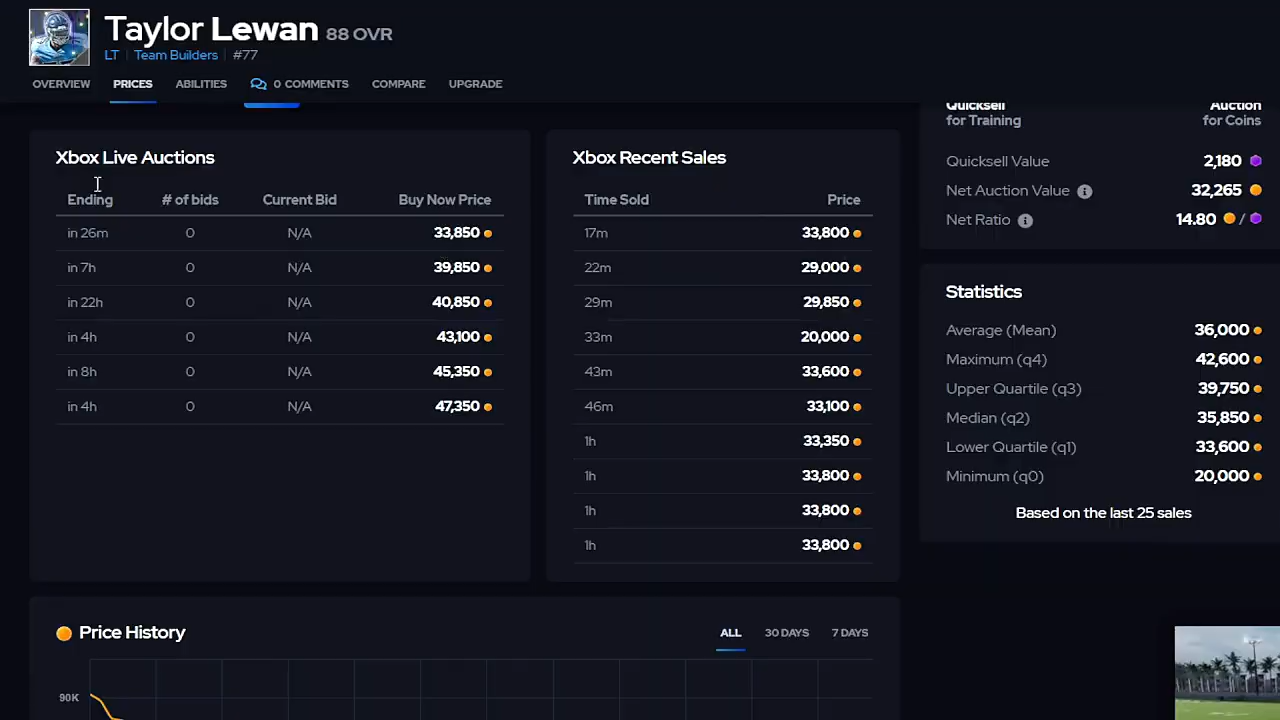 Taylor Lewan 88 OVR
LT Team Builders #77
OVERVIEW PRICES ABILITIES 0 COMMENTS COMPARE UPGRADE
Xbox Live Auctions
Ending # of bids Current Bid Buy Now Price
in 26m 0 N/A 33,850
in 7h 0 N/A 39,850
in 22h 0 N/A 40,850
in 4h 0 N/A 43,100
in 8h 0 N/A 45,350
in 4h 0 N/A 47,350
Xbox Recent Sales
Time Sold Price
17m 33,800
22m 29,000
29m 29,850
33m 20,000
43m 33,600
46m 33,100
1h 33,350
1h 33,800
1h 33,800
1h 33,800
Quicksell Auction
for Training for Coins
Quicksell Value 2,180
Net Auction Value 32,265
Net Ratio 14.80 /
Statistics
Average (Mean) 36,000
Maximum (q4) 42,600
Upper Quartile (q3) 39,750
Median (q2) 35,850
Lower Quartile (q1) 33,600
Minimum (q0) 20,000
Based on the last 25 sales
Price History
ALL 30 DAYS 7 DAYS
90K